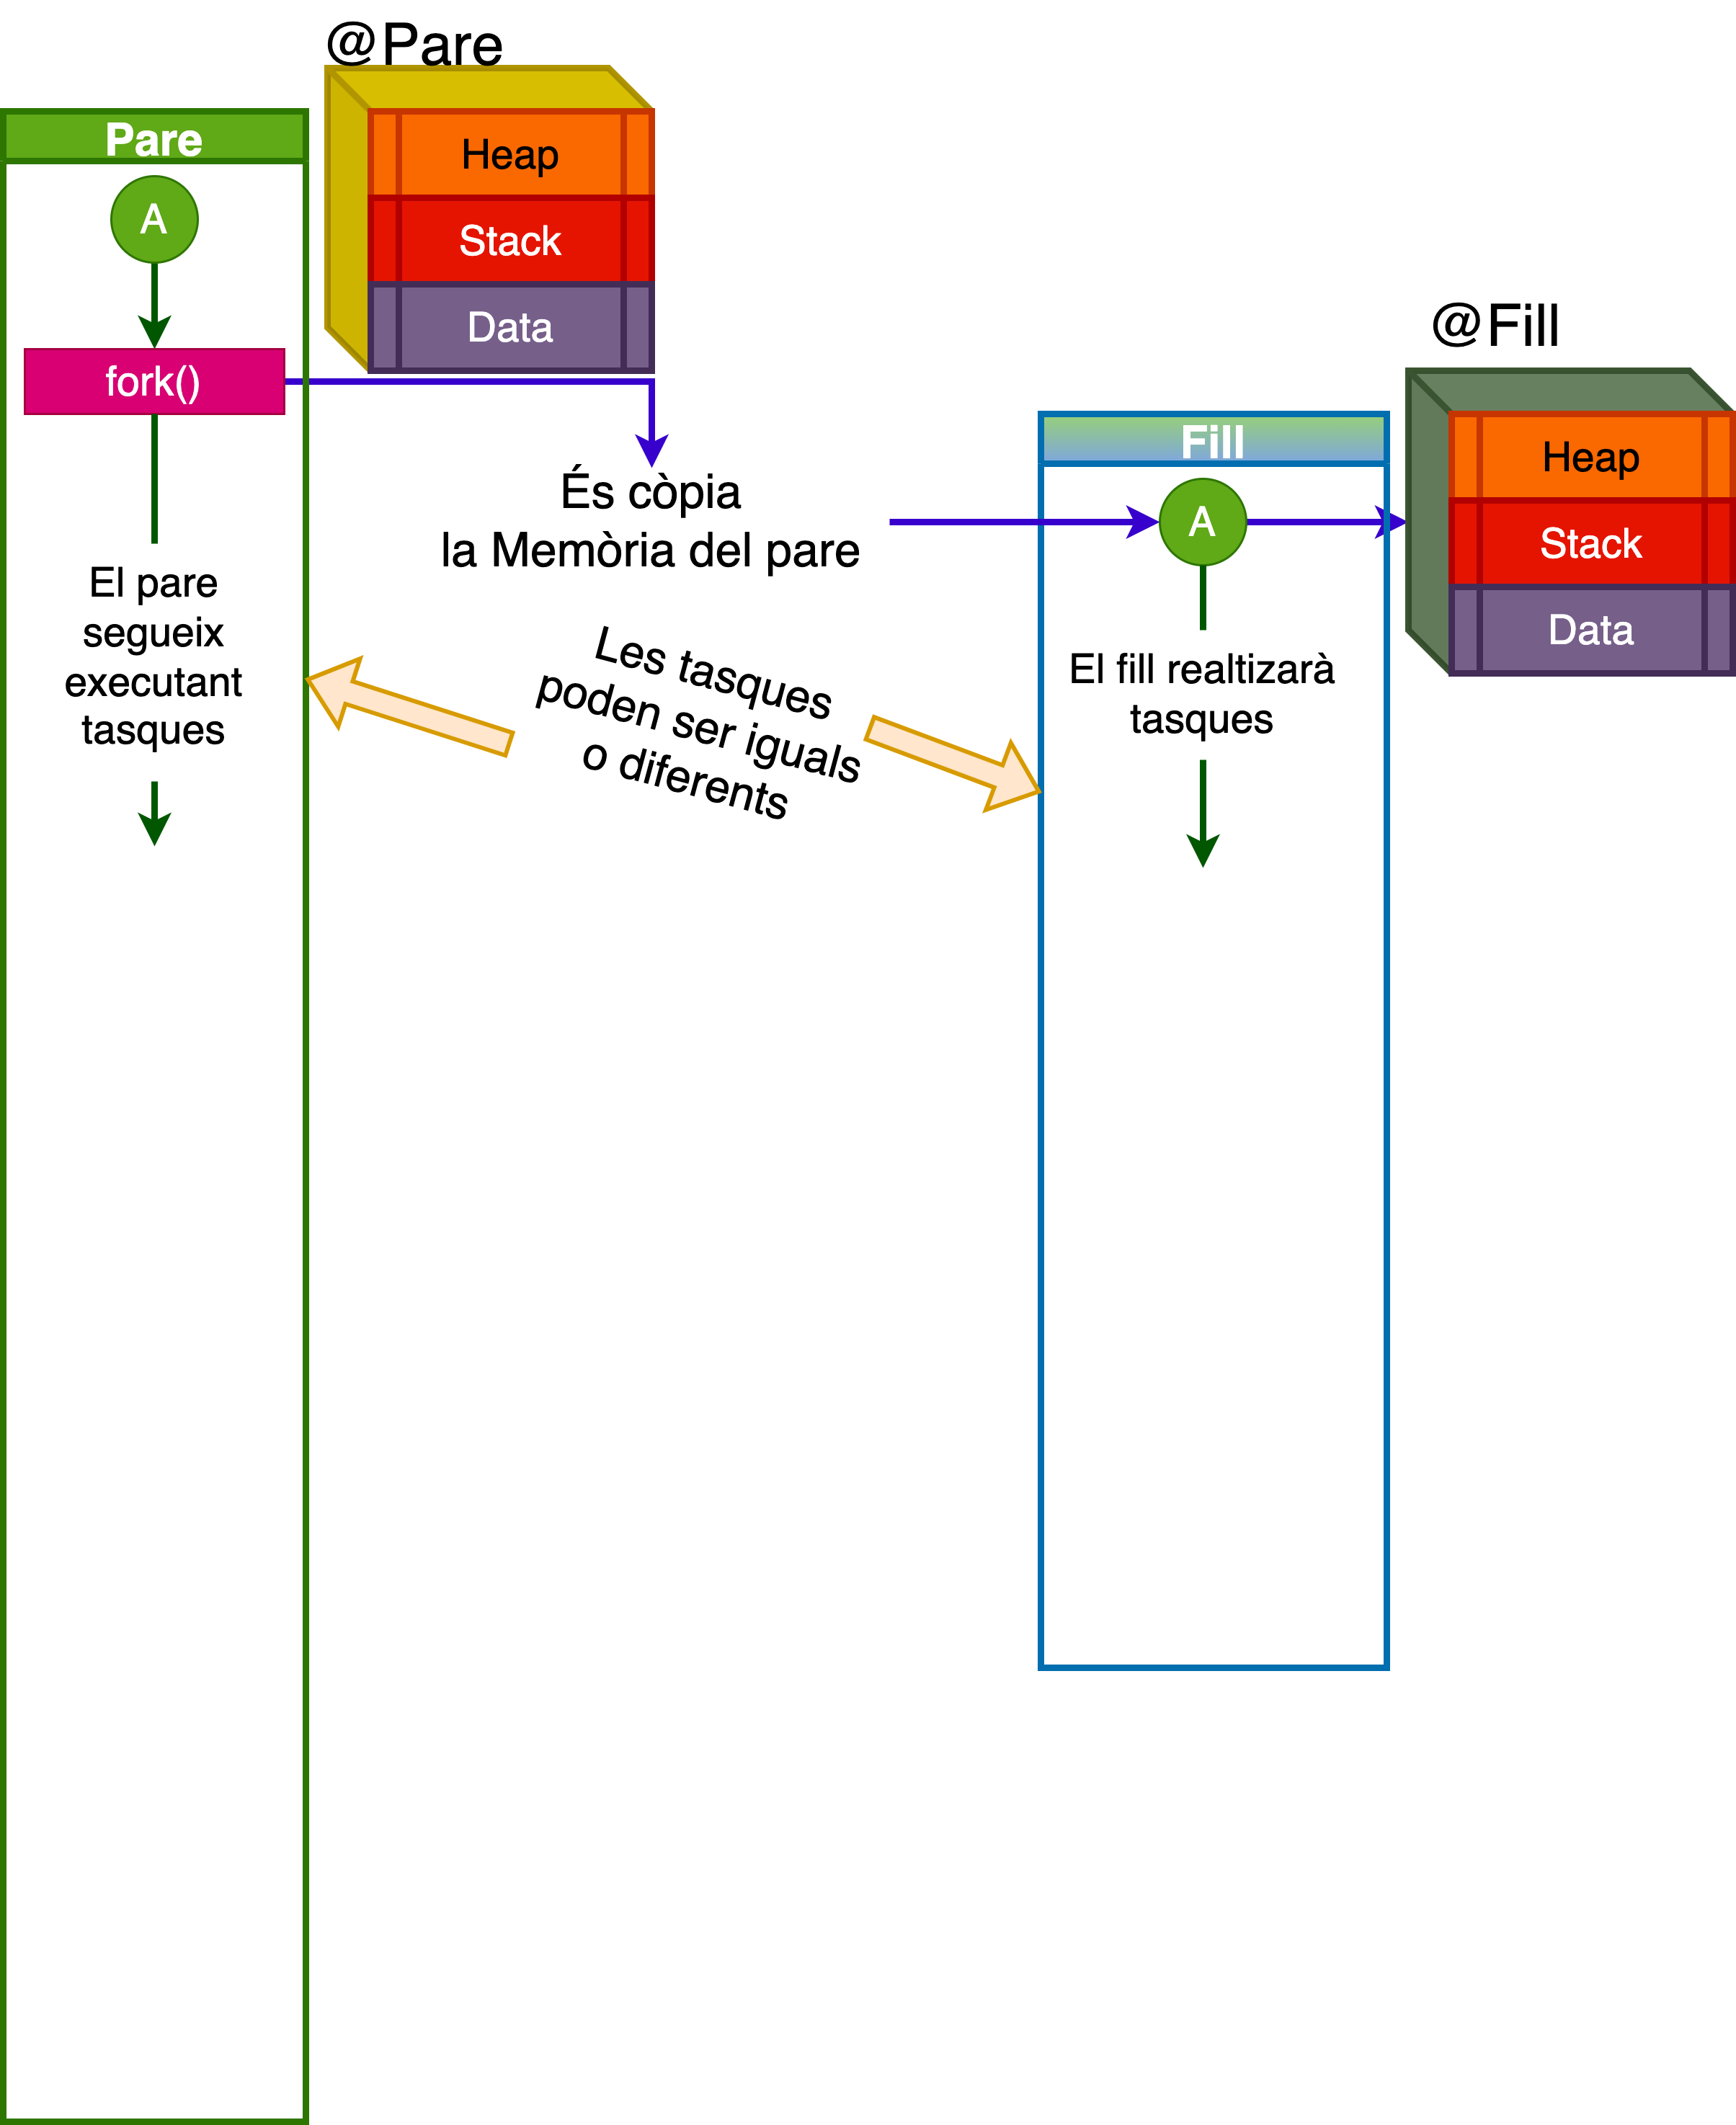 @Pare
Pare
A
Heap
Stack
Data
fork()
És còpia
la Memòria del pare
El pare
segueix
executant
tasques
Les tasques
poden ser iguals
o diferents
@Fill
Fill
A
Heap
Stack
Data
El fill realtizarà
tasques